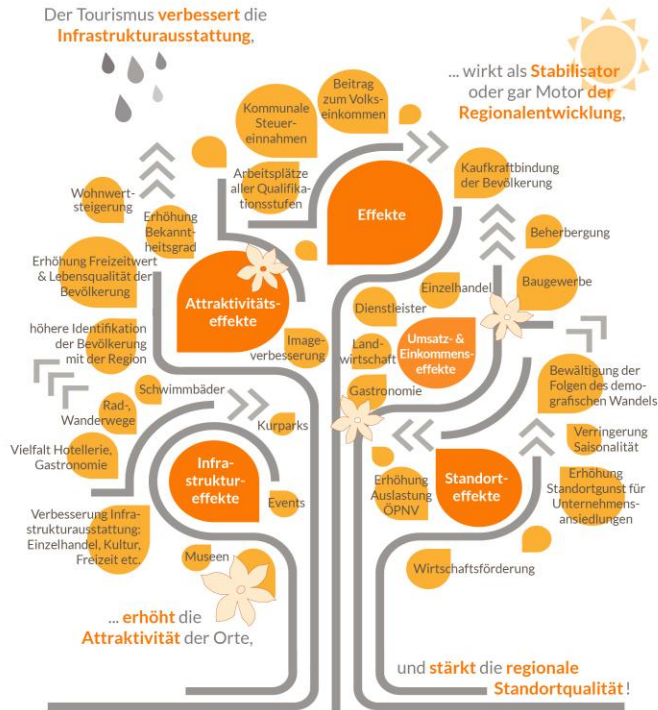 Der Tourismus verbessert die
Infrastrukturausstattung,
... wirkt als Stabilisator
oder gar Motor der
Regionalentwicklung,
Beitrag
zum Volks-
einkommen
Kommunale
Steuer-
einnahmen
Arbeitsplätze
aller Qualifika-
tionsstufen
Effekte
Kaufkraftbindung
der Bevölkerung
Wohnwert-
steigerung
Erhöhung
Bekannt-
heitsgrad
Erhöhung Freizeitwert
& Lebensqualität der
Bevölkerung
Attraktivitäts-
effekte
höhere Identifikation
der Bevölkerung
mit der Region
Image-
verbesserung
Beherbergung
Baugewerbe
Einzelhandel
Dienstleister
Umsatz- &
Einkommens-
effekte
Land-
wirtschaft
Gastronomie
Bewältigung der
Folgen des demo-
grafischen Wandels
Schwimmbäder
Rad-,
Wanderwege
Kurparks
Vielfalt Hotellerie,
Gastronomie
Infra-
struktur-
effekte
Events
Verbesserung Infra-
strukturausstattung:
Einzelhandel, Kultur,
Freizeit etc.
Museen
Verringerung
Saisonalität
Erhöhung
Auslastung
ÖPNV
Standort-
effekte
Erhöhung
Standortgunst für
Unternehmens-
ansiedlungen
Wirtschaftsförderung
... erhöht die
Attraktivität der Orte,
und stärkt die regionale
Standortqualität!